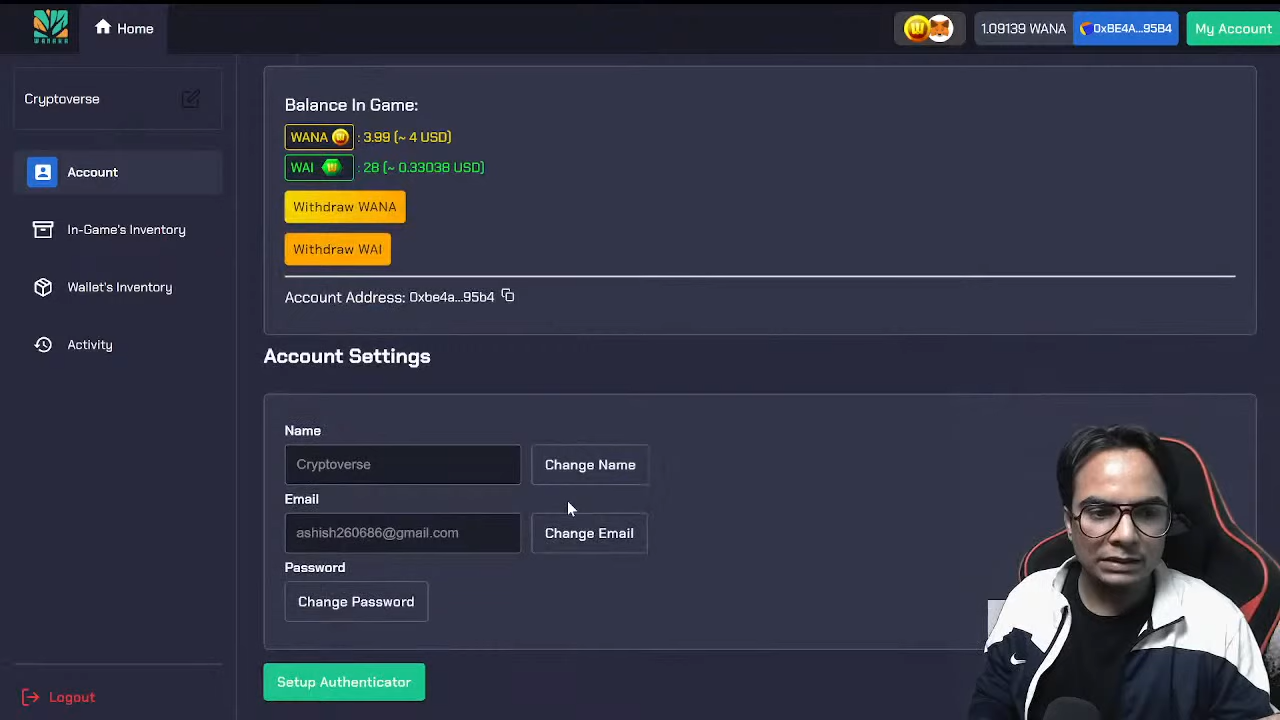 WANAKA
Home
1.09139 WANA
0xBE4A...95B4
My Account
Cryptoverse
Account
In-Game's Inventory
Wallet's Inventory
Activity
Logout
Balance In Game:
WANA : 3.99 (~ 4 USD)
WAI : 28 (~ 0.33038 USD)
Withdraw WANA
Withdraw WAI
Account Address: 0xbe4a...95b4
Account Settings
Name
Cryptoverse
Change Name
Email
ashish260686@gmail.com
Change Email
Password
Change Password
Setup Authenticator